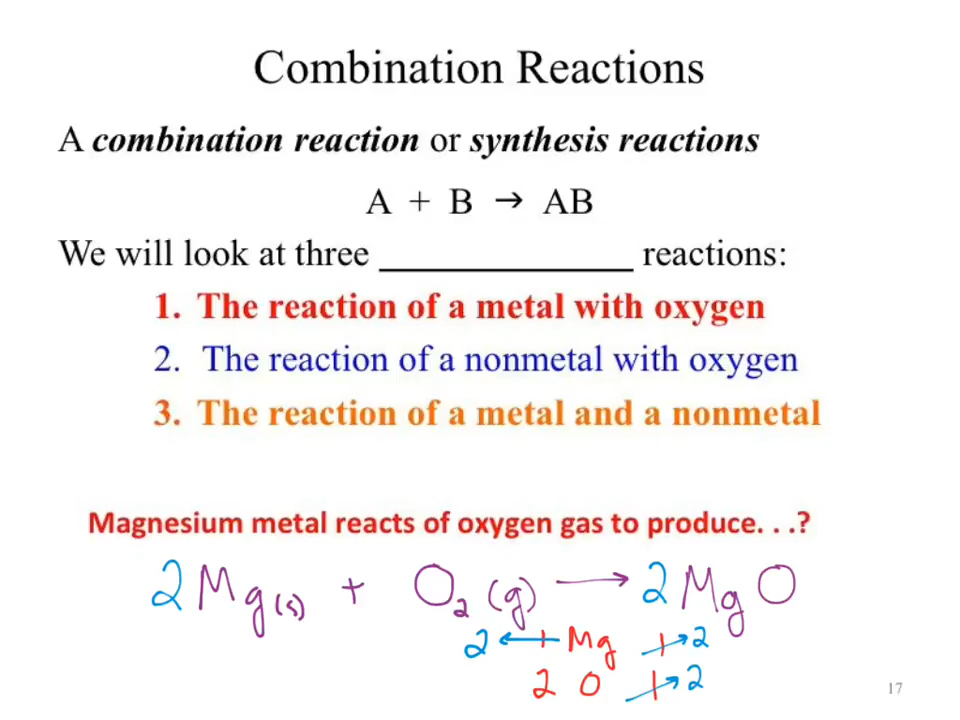 Combination Reactions
A combination reaction or synthesis reactions
A + B → AB
We will look at three _____________ reactions:
1. The reaction of a metal with oxygen
2. The reaction of a nonmetal with oxygen
3. The reaction of a metal and a nonmetal
Magnesium metal reacts of oxygen gas to produce. . .?
2Mg(s) + O₂(g) → 2MgO
2 ← 1 Mg 1 → 2
2 O 1 → 2
17